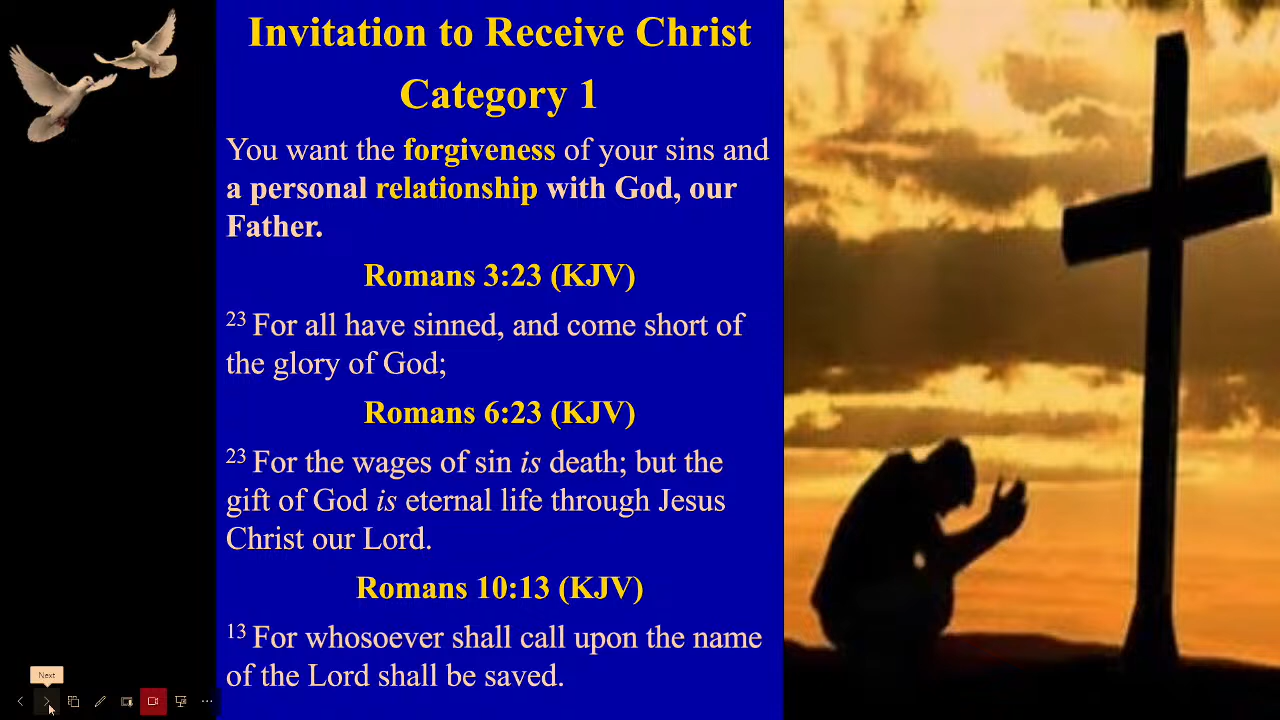 Invitation to Receive Christ
Category 1
You want the forgiveness of your sins and
a personal relationship with God, our
Father.
Romans 3:23 (KJV)
23 For all have sinned, and come short of
the glory of God;
Romans 6:23 (KJV)
23 For the wages of sin is death; but the
gift of God is eternal life through Jesus
Christ our Lord.
Romans 10:13 (KJV)
13 For whosoever shall call upon the name
of the Lord shall be saved.
Next